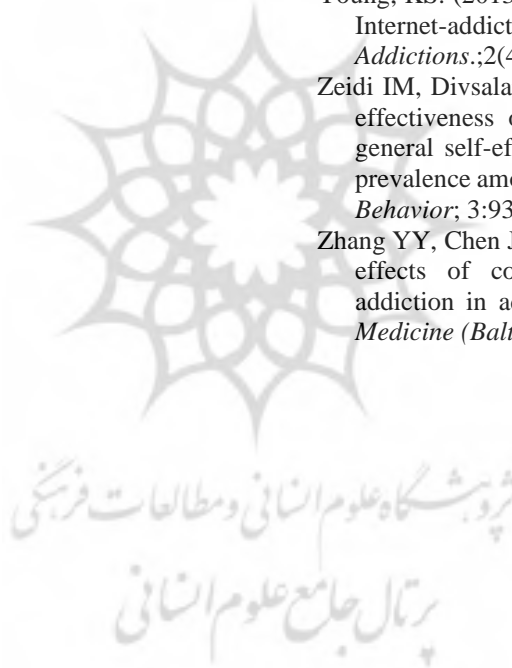 Young, KS. (2013
Internet-addict
Addictions.;2(4
Zeidi IM, Divsala
effectiveness o
general self-ef
prevalence amo
Behavior; 3:93
Zhang YY, Chen J
effects of co
addiction in a
Medicine (Balt
پژوهشگاه علوم انسانی و مطالعات فرهنگی
پرتال جامع علوم انسانی